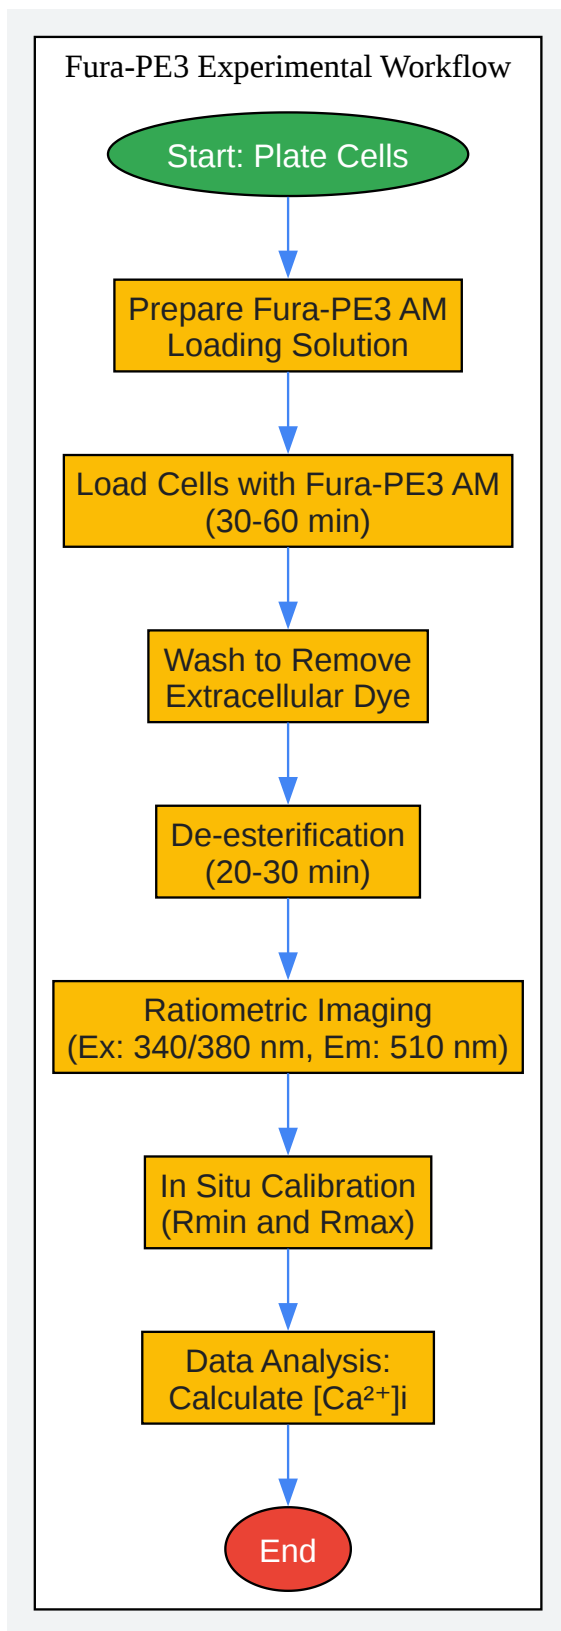 Fura-PE3 Experimental Workflow
Start: Plate Cells
Prepare Fura-PE3 AM
Loading Solution
Load Cells with Fura-PE3 AM
(30-60 min)
Wash to Remove
Extracellular Dye
De-esterification
(20-30 min)
Ratiometric Imaging
(Ex: 340/380 nm, Em: 510 nm)
In Situ Calibration
(Rmin and Rmax)
Data Analysis:
Calculate [Ca²⁺]i
End